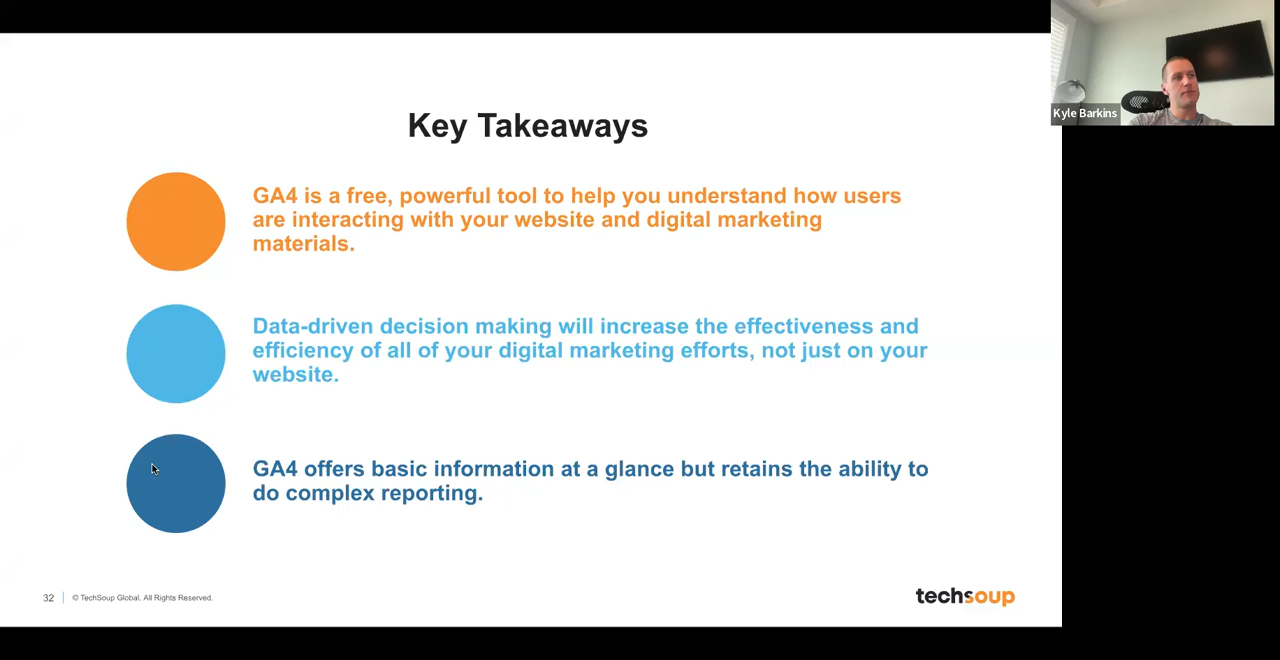 Key Takeaways
GA4 is a free, powerful tool to help you understand how users
are interacting with your website and digital marketing
materials.
Data-driven decision making will increase the effectiveness and
efficiency of all of your digital marketing efforts, not just on your
website.
GA4 offers basic information at a glance but retains the ability to
do complex reporting.
32
© TechSoup Global. All Rights Reserved.
techsoup
Kyle Barkins